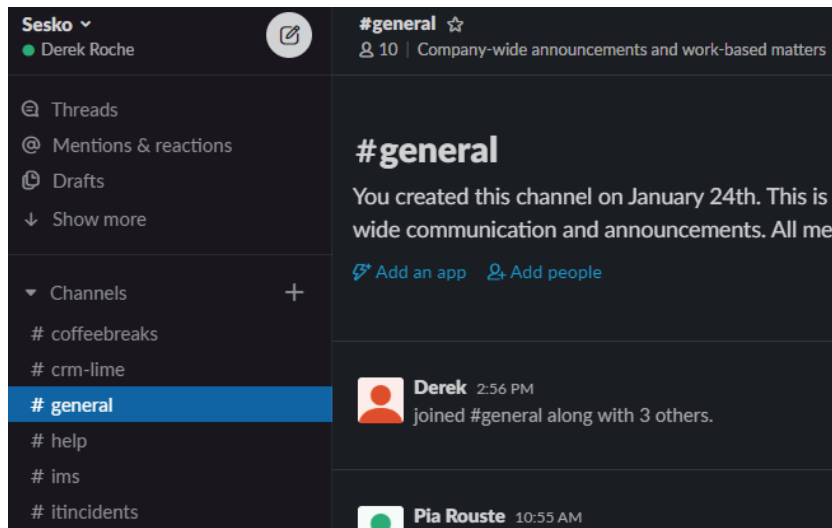 Sesko
Derek Roche
Threads
@ Mentions & reactions
Drafts
Show more
Channels
# coffeebreaks
# crm-lime
# general
# help
# ims
# itincidents
#general
10 | Company-wide announcements and work-based matters
#general
You created this channel on January 24th. This is
wide communication and announcements. All me
Add an app Add people
Derek 2:56 PM
joined #general along with 3 others.
Pia Rouste 10:55 AM